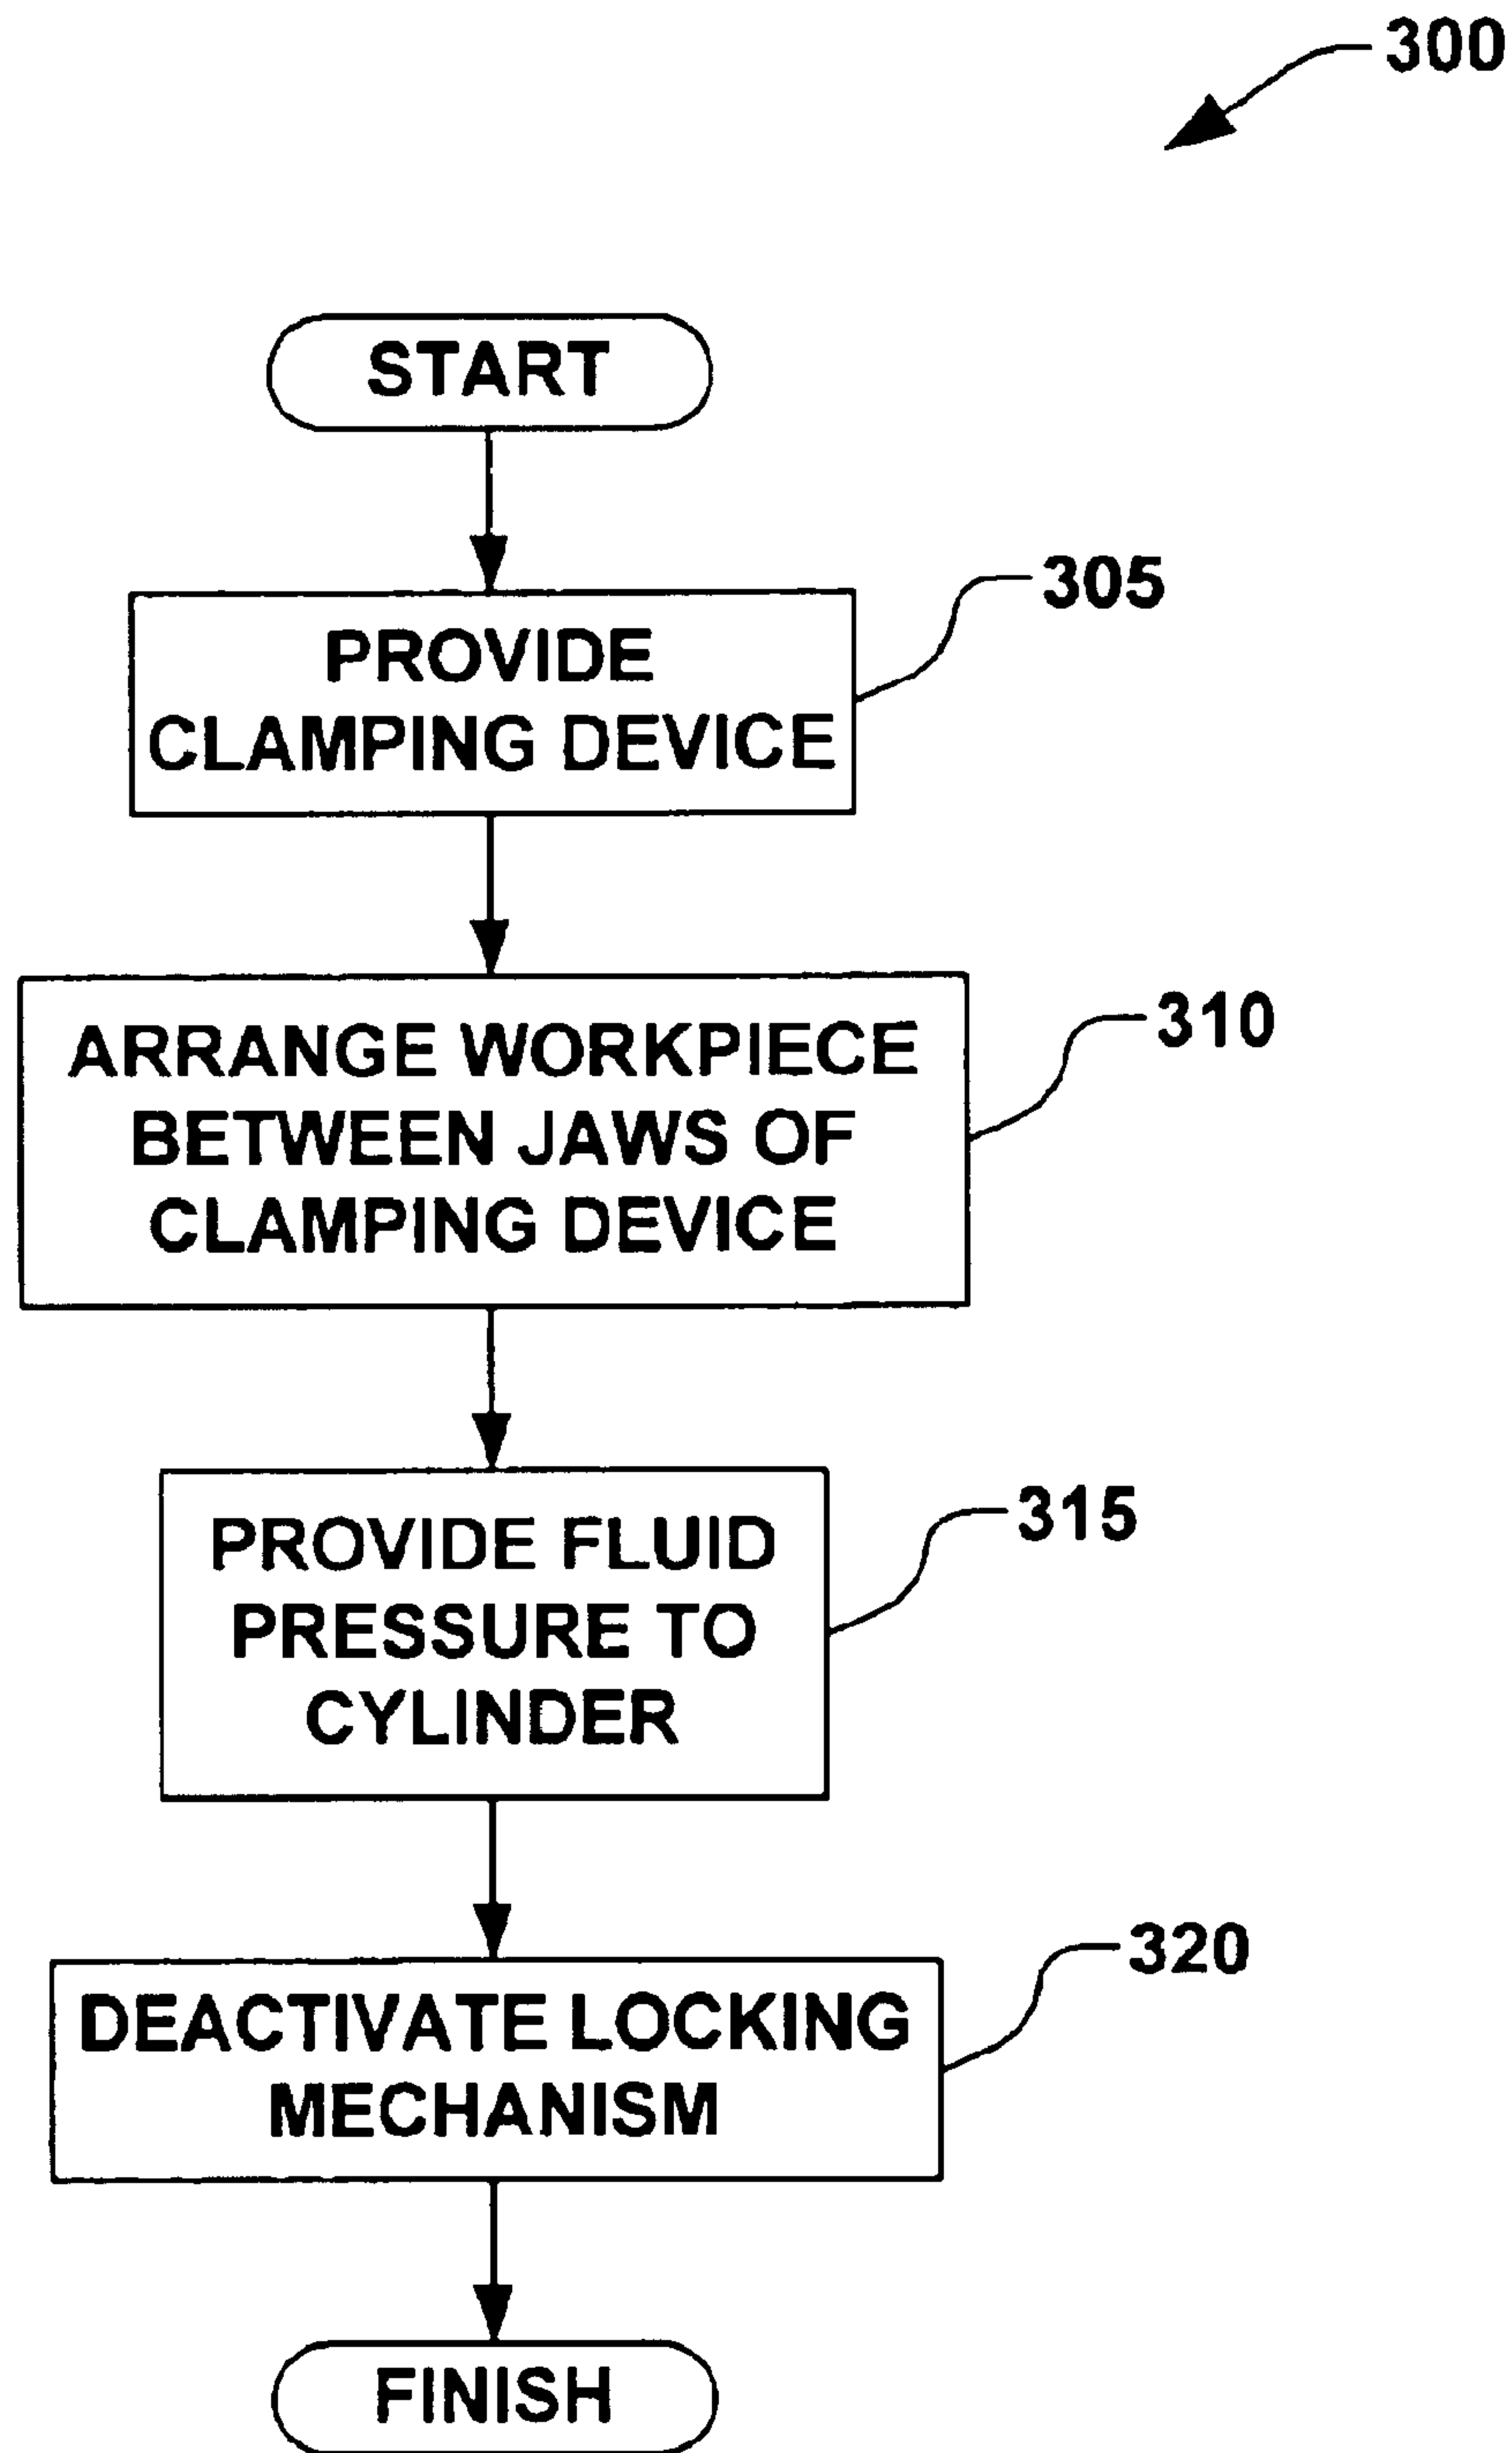 300
START
305
PROVIDE
CLAMPING DEVICE
310
ARRANGE WORKPIECE
BETWEEN JAWS OF
CLAMPING DEVICE
315
PROVIDE FLUID
PRESSURE TO
CYLINDER
320
DEACTIVATE LOCKING
MECHANISM
FINISH